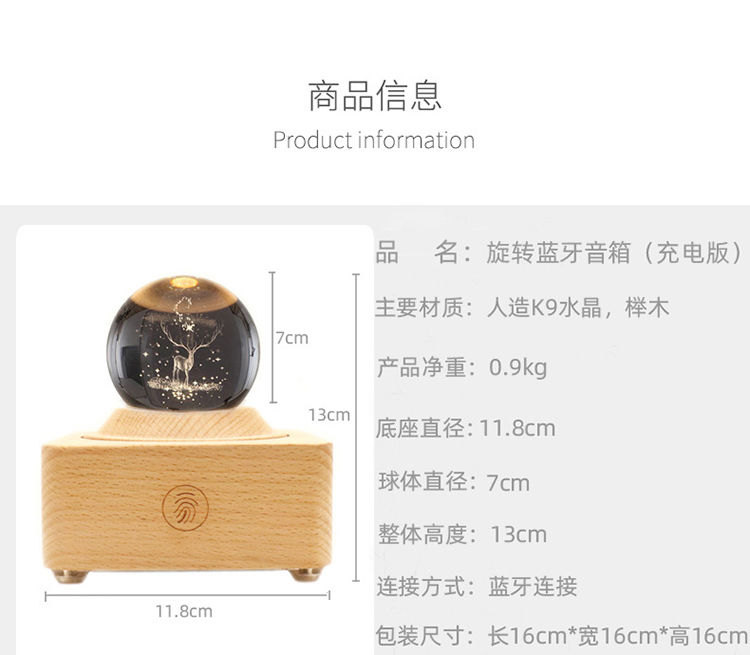 商品信息
Product information
品 名：旋转蓝牙音箱（充电版）
主要材质：人造K9水晶，榉木
产品净重：0.9kg
底座直径：11.8cm
球体直径：7cm
整体高度：13cm
连接方式：蓝牙连接
包装尺寸：长16cm*宽16cm*高16cm
7cm
13cm
11.8cm